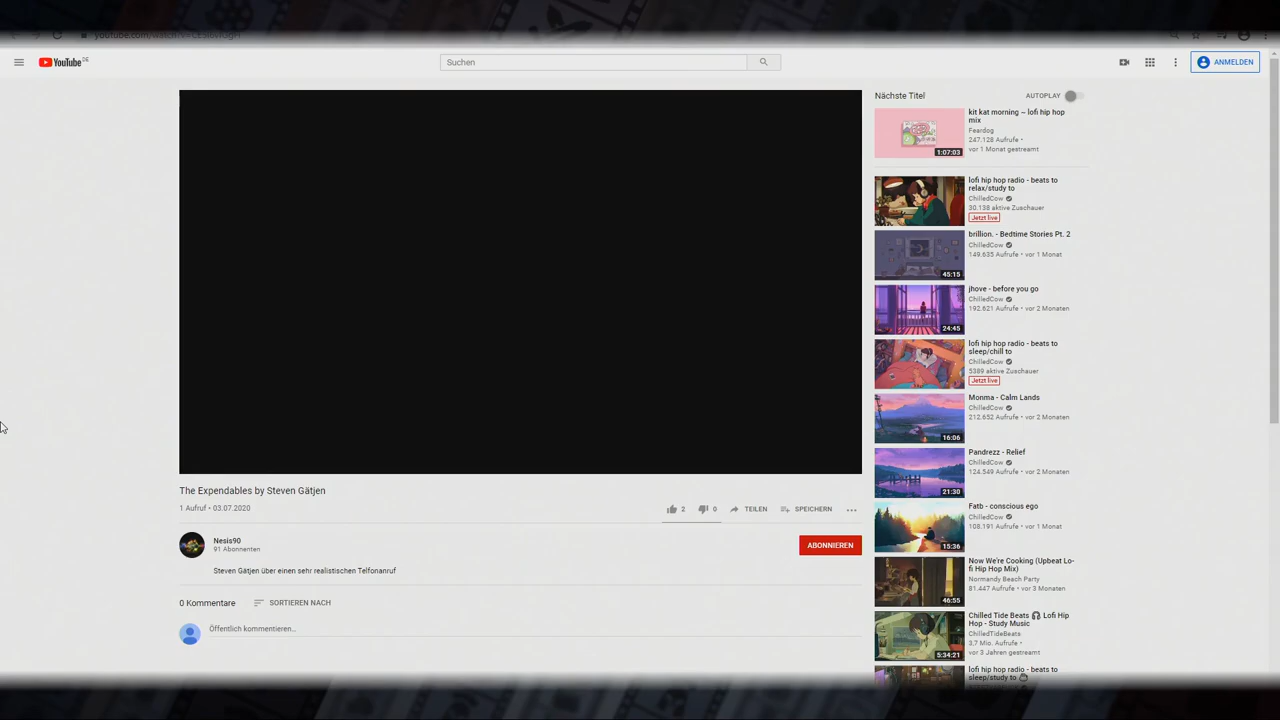 YouTube DE
Suchen
ANMELDEN
Nächste Titel
AUTOPLAY
kit kat morning ~ lofi hip hop
mix
Feardog
247.128 Aufrufe •
vor 1 Monat gestreamt
1:07:03
lofi hip hop radio - beats to
relax/study to
ChilledCow
30.138 aktive Zuschauer
Jetzt live
brillion. - Bedtime Stories Pt. 2
ChilledCow
149.635 Aufrufe • vor 1 Monat
45:15
jhove - before you go
ChilledCow
192.621 Aufrufe • vor 2 Monaten
24:45
lofi hip hop radio - beats to
sleep/chill to
ChilledCow
5389 aktive Zuschauer
Jetzt live
Monma - Calm Lands
ChilledCow
212.652 Aufrufe • vor 2 Monaten
16:06
Pandrezz - Relief
ChilledCow
124.549 Aufrufe • vor 2 Monaten
21:30
Fatb - conscious ego
ChilledCow
108.191 Aufrufe • vor 1 Monat
15:36
Now We're Cooking (Upbeat Lo-
fi Hip Hop Mix)
Normandy Beach Party
81.447 Aufrufe • vor 3 Monaten
46:55
Chilled Tide Beats 🎧 Lofi Hip
Hop - Study Music
ChilledTideBeats
3,7 Mio. Aufrufe •
vor 3 Jahren gestreamt
5:34:21
lofi hip hop radio - beats to
sleep/study to
The Expendables by Steven Gätjen
1 Aufruf • 03.07.2020
2
0
TEILEN
SPEICHERN
Nesis90
91 Abonnenten
ABONNIEREN
Steven Gätjen über einen sehr realistischen Telfonanruf
0 Kommentare
SORTIEREN NACH
Öffentlich kommentieren...